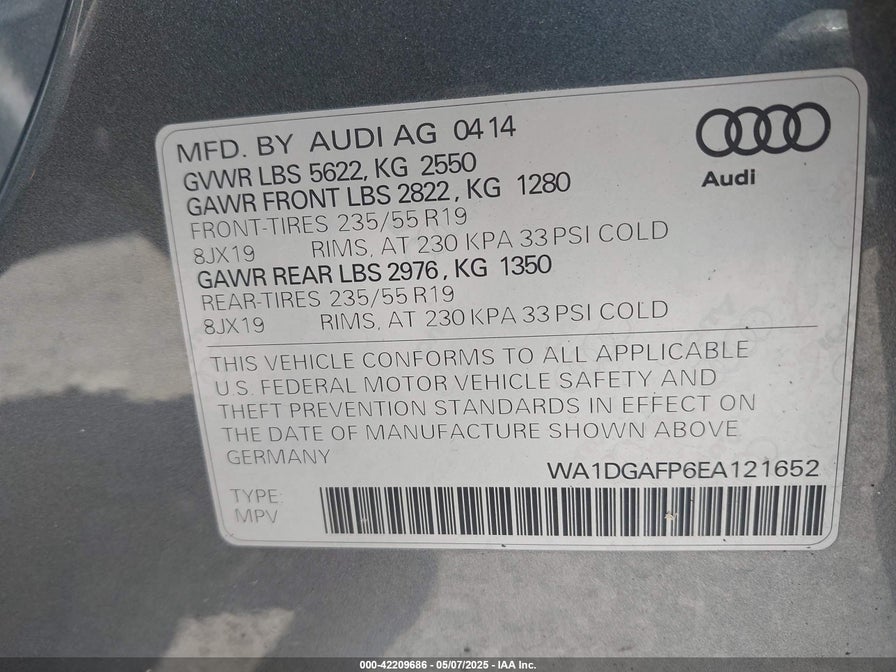 MFD. BY AUDI AG 0414
GVWR LBS 5622, KG 2550
GAWR FRONT LBS 2822, KG 1280
FRONT-TIRES 235/55 R19
8JX19 RIMS, AT 230 KPA 33 PSI COLD
GAWR REAR LBS 2976, KG 1350
REAR-TIRES 235/55 R19
8JX19 RIMS, AT 230 KPA 33 PSI COLD
Audi
THIS VEHICLE CONFORMS TO ALL APPLICABLE
U.S. FEDERAL MOTOR VEHICLE SAFETY AND
THEFT PREVENTION STANDARDS IN EFFECT ON
THE DATE OF MANUFACTURE SHOWN ABOVE
GERMANY
WA1DGAFP6EA121652
TYPE:
MPV
000-42209686 - 05/07/2025 - IAA Inc.